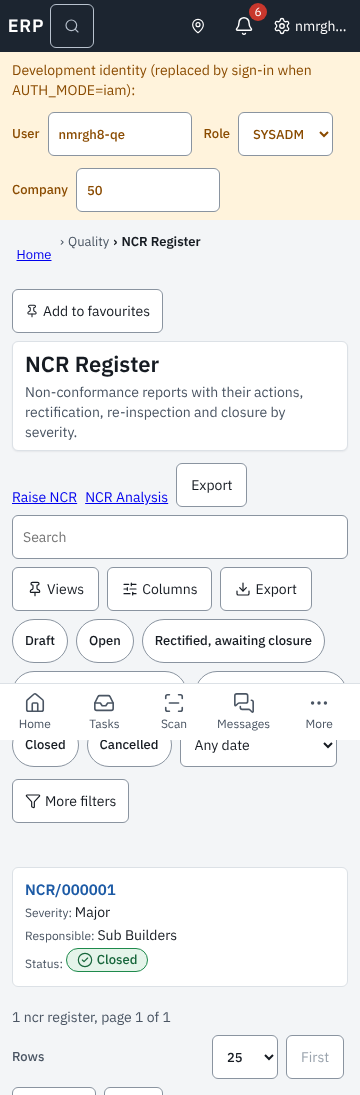 ERP
6
nmrgh...
Development identity (replaced by sign-in when
AUTH_MODE=iam):
User nmrgh8-qe Role SYSADM
Company 50
Home › Quality › NCR Register
Add to favourites
NCR Register
Non-conformance reports with their actions,
rectification, re-inspection and closure by
severity.
Raise NCR NCR Analysis Export
Search
Views Columns Export
Draft Open Rectified, awaiting closure
Home Tasks Scan Messages More
Closed Cancelled Any date
More filters
NCR/000001
Severity: Major
Responsible: Sub Builders
Status: Closed
1 ncr register, page 1 of 1
Rows 25 First